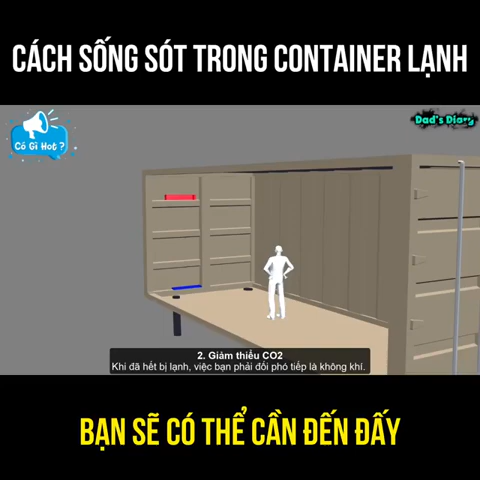 CÁCH SỐNG SÓT TRONG CONTAINER LẠNH
Có Gì Hot ?
Dad's Diary
2. Giảm thiểu CO2
Khi đã hết bị lạnh, việc bạn phải đối phó tiếp là không khí.
BẠN SẼ CÓ THỂ CẦN ĐẾN ĐẤY